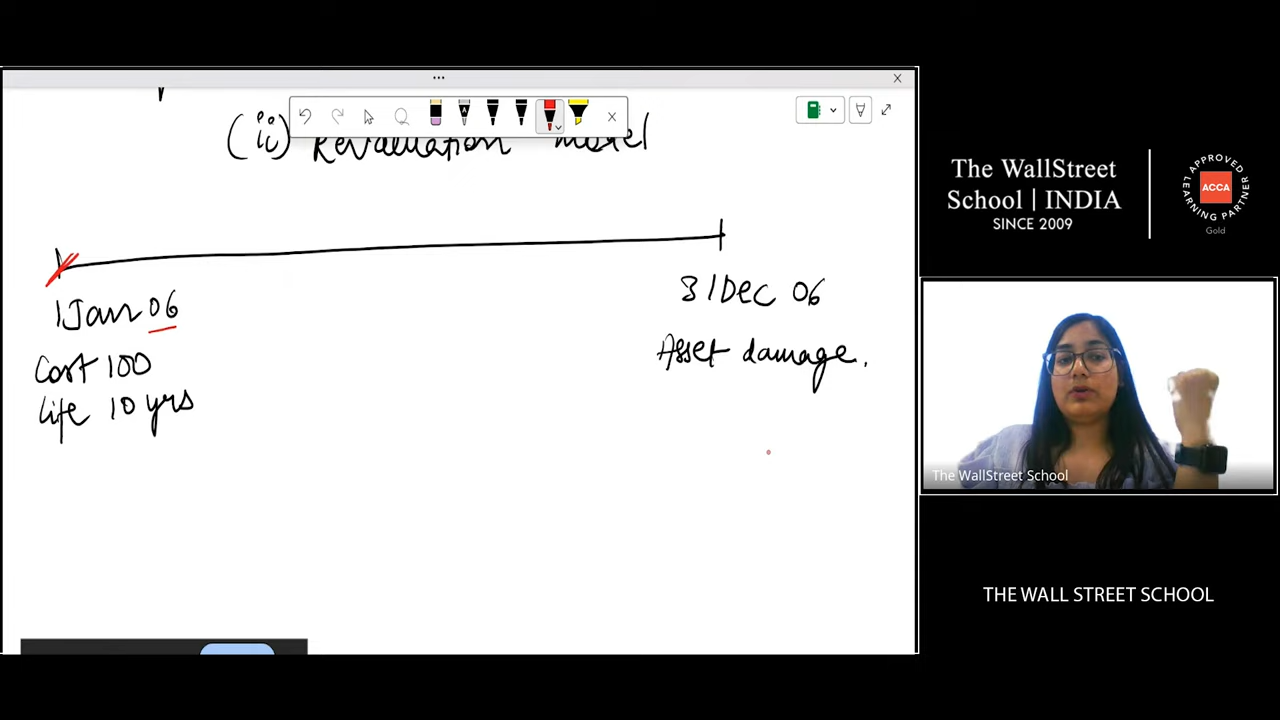 (ii) Revaluation model
1 Jan 06
Cost 100
life 10 yrs
31 Dec 06
Asset damage.
The WallStreet
School | INDIA
SINCE 2009
APPROVED
LEARNING PARTNER
ACCA
Gold
The WallStreet School
THE WALL STREET SCHOOL